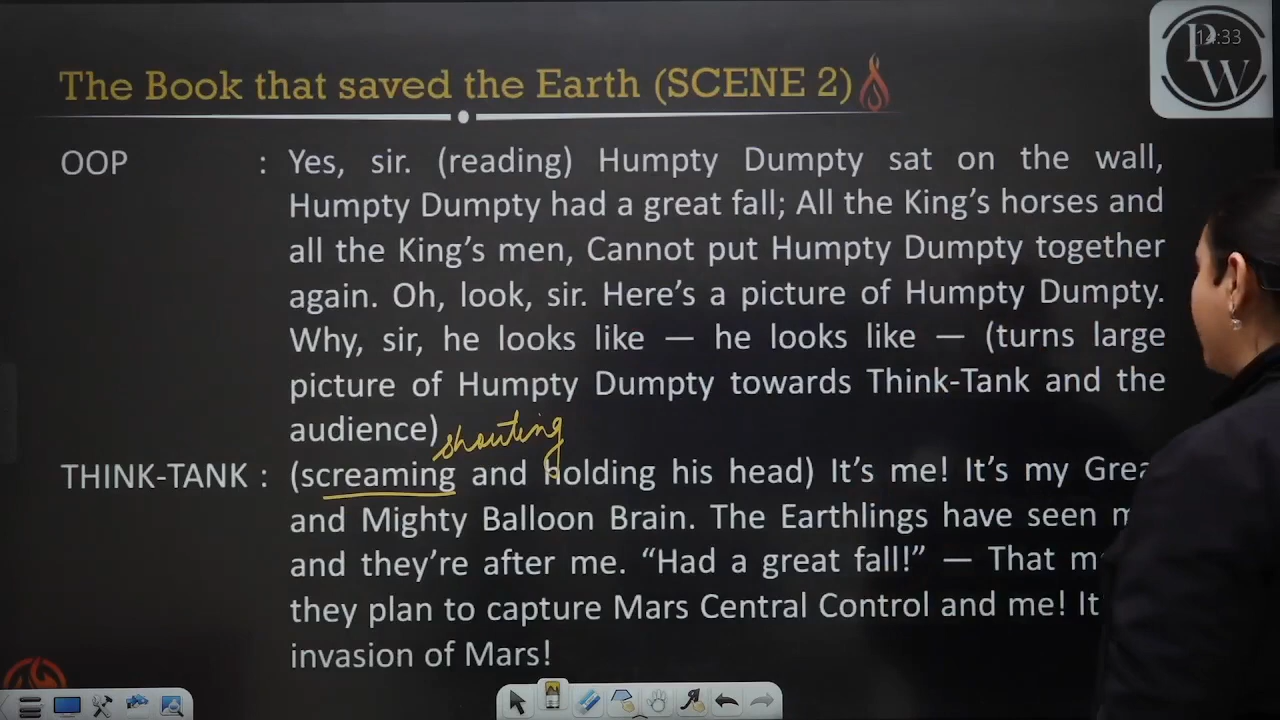 14:33
PW
The Book that saved the Earth (SCENE 2)
OOP : Yes, sir. (reading) Humpty Dumpty sat on the wall,
Humpty Dumpty had a great fall; All the King’s horses and
all the King’s men, Cannot put Humpty Dumpty together
again. Oh, look, sir. Here’s a picture of Humpty Dumpty.
Why, sir, he looks like — he looks like — (turns large
picture of Humpty Dumpty towards Think-Tank and the
audience)
shouting
THINK-TANK : (screaming and holding his head) It’s me! It’s my Grea
and Mighty Balloon Brain. The Earthlings have seen m
and they’re after me. “Had a great fall!” — That m
they plan to capture Mars Central Control and me! It
invasion of Mars!